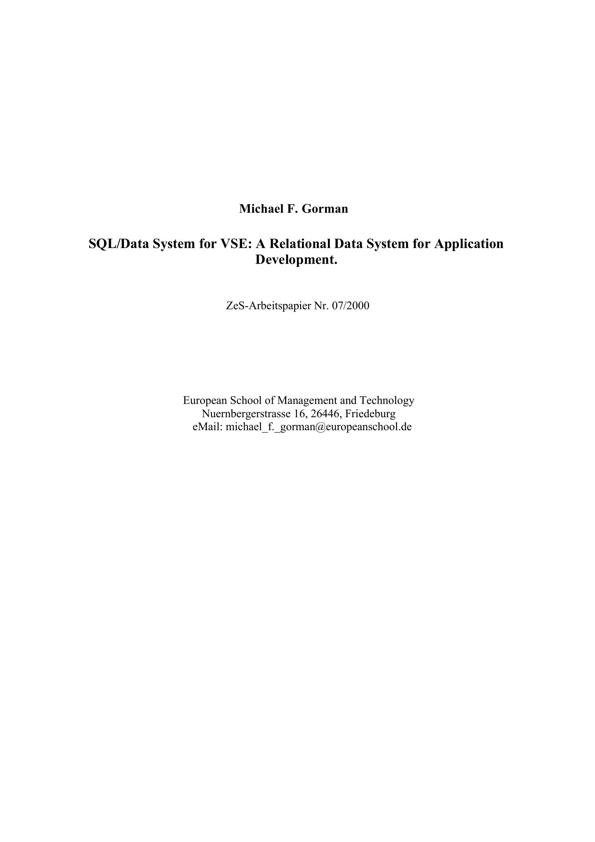 Michael F. Gorman
SQL/Data System for VSE: A Relational Data System for Application
Development.
ZeS-Arbeitspapier Nr. 07/2000
European School of Management and Technology
Nuernbergerstrasse 16, 26446, Friedeburg
eMail: michael_f._gorman@europeanschool.de